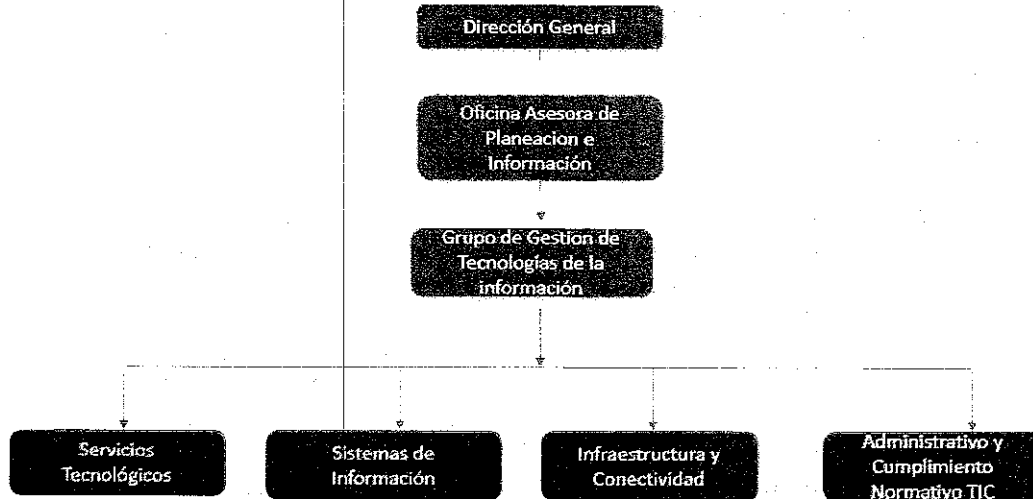 Dirección General
Oficina Asesora de
Planeacion e
Información
Grupo de Gestion de
Tecnologías de la
información
Servicios
Tecnológicos
Sistemas de
Información
Infraestructura y
Conectividad
Administrativo y
Cumplimiento
Normativo TIC